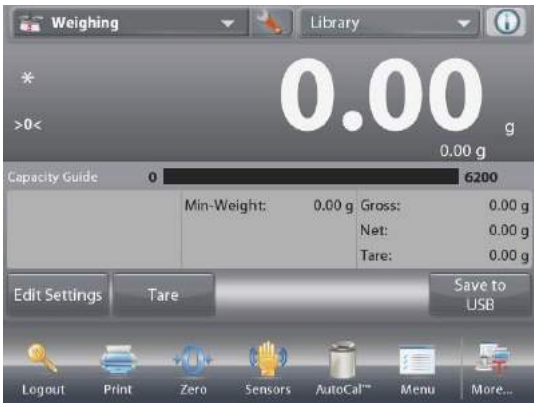 Weighing
Library
*
>0<
0.00 g
0.00 g
Capacity Guide 0 6200
Min-Weight: 0.00 g Gross: 0.00 g
Net: 0.00 g
Tare: 0.00 g
Edit Settings Tare Save to
USB
Logout Print Zero Sensors AutoCal™ Menu More...